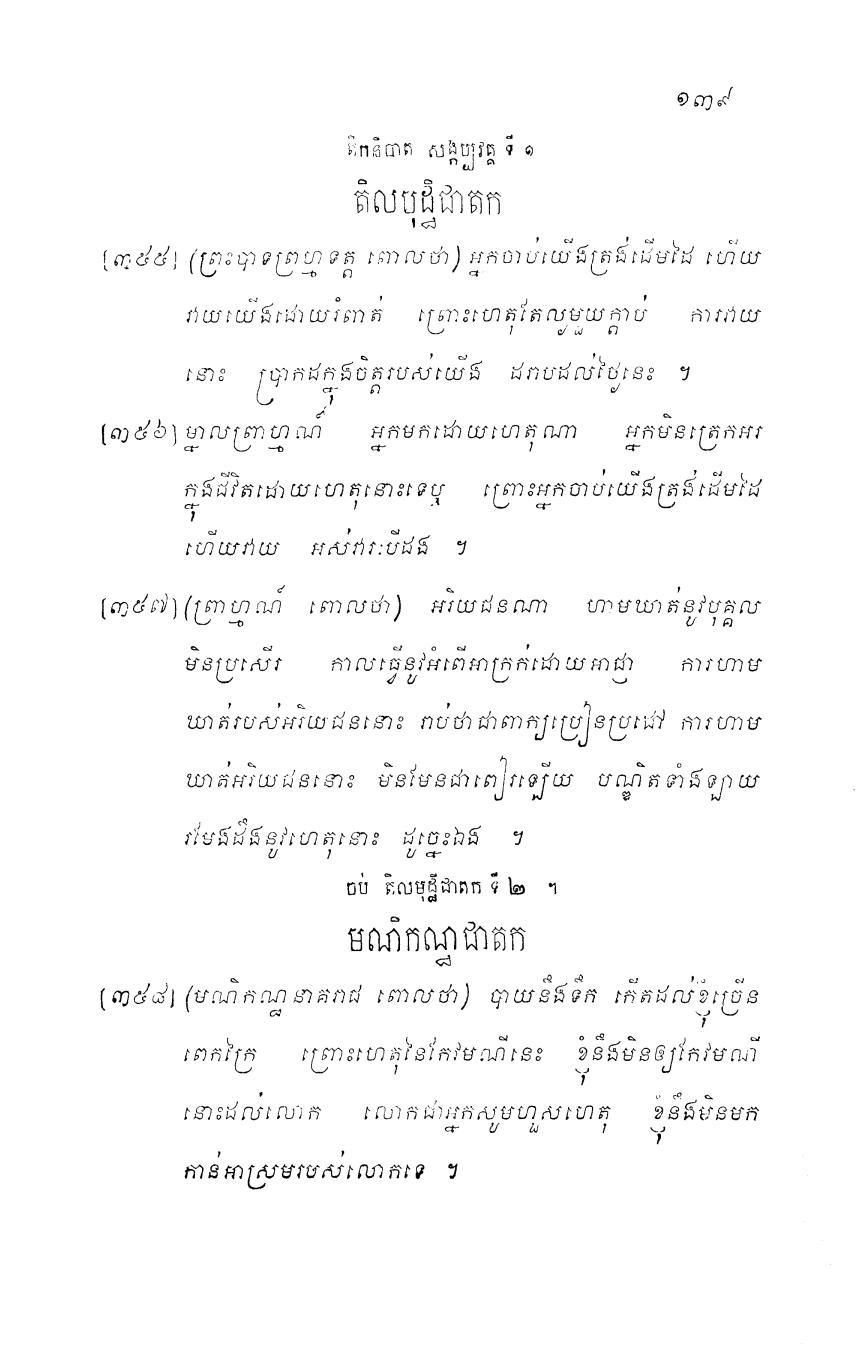 ១៣៩
តិកនិបាត សង្កប្បវគ្គ ទី ១
តិលមុដ្ឋិជាតក
[៣៥៥] (ព្រះបាទព្រហ្មទត្ត ពោលថា) អ្នកចាប់យើងត្រង់ដើមដៃ ហើយ
វាយយើងដោយរំពាត់ ព្រោះហេតុតែល្ងមួយក្តាប់ ការវាយ
នោះ ប្រាកដក្នុងចិត្តរបស់យើង ដរាបដល់ថ្ងៃនេះ ។
[៣៥៦] ម្នាលព្រាហ្មណ៍ អ្នកមកដោយហេតុណា អ្នកមិនត្រេកអរ
ក្នុងជីវិតដោយហេតុនោះទេឬ ព្រោះអ្នកចាប់យើងត្រង់ដើមដៃ
ហើយវាយ អស់វារៈបីដង ។
[៣៥៧] (ព្រាហ្មណ៍ ពោលថា) អរិយជនណា ហាមឃាត់នូវបុគ្គល
មិនប្រសើរ កាលធ្វើនូវអំពើអាក្រក់ដោយអាជ្ញា ការហាម
ឃាត់របស់អរិយជននោះ រាប់ថាជាពាក្យប្រៀនប្រដៅ ការហាម
ឃាត់អរិយជននោះ មិនមែនជាពៀរឡើយ បណ្ឌិតទាំងឡាយ
រមែងដឹងនូវហេតុនោះ ដូច្នេះឯង ។
ចប់ តិលមុដ្ឋិជាតក ទី ២ ។
មណិកណ្ឋជាតក
[៣៥៨] (មណិកណ្ឋនាគរាជ ពោលថា) បាយនឹងទឹក កើតដល់ខ្ញុំច្រើន
ពេកក្រៃ ព្រោះហេតុនៃកែវមណីនេះ ខ្ញុំនឹងមិនឲ្យកែវមណី
នោះដល់លោក លោកជាអ្នកសូមហួសហេតុ ខ្ញុំនឹងមិនមក
កាន់អាស្រមរបស់លោកទេ ។